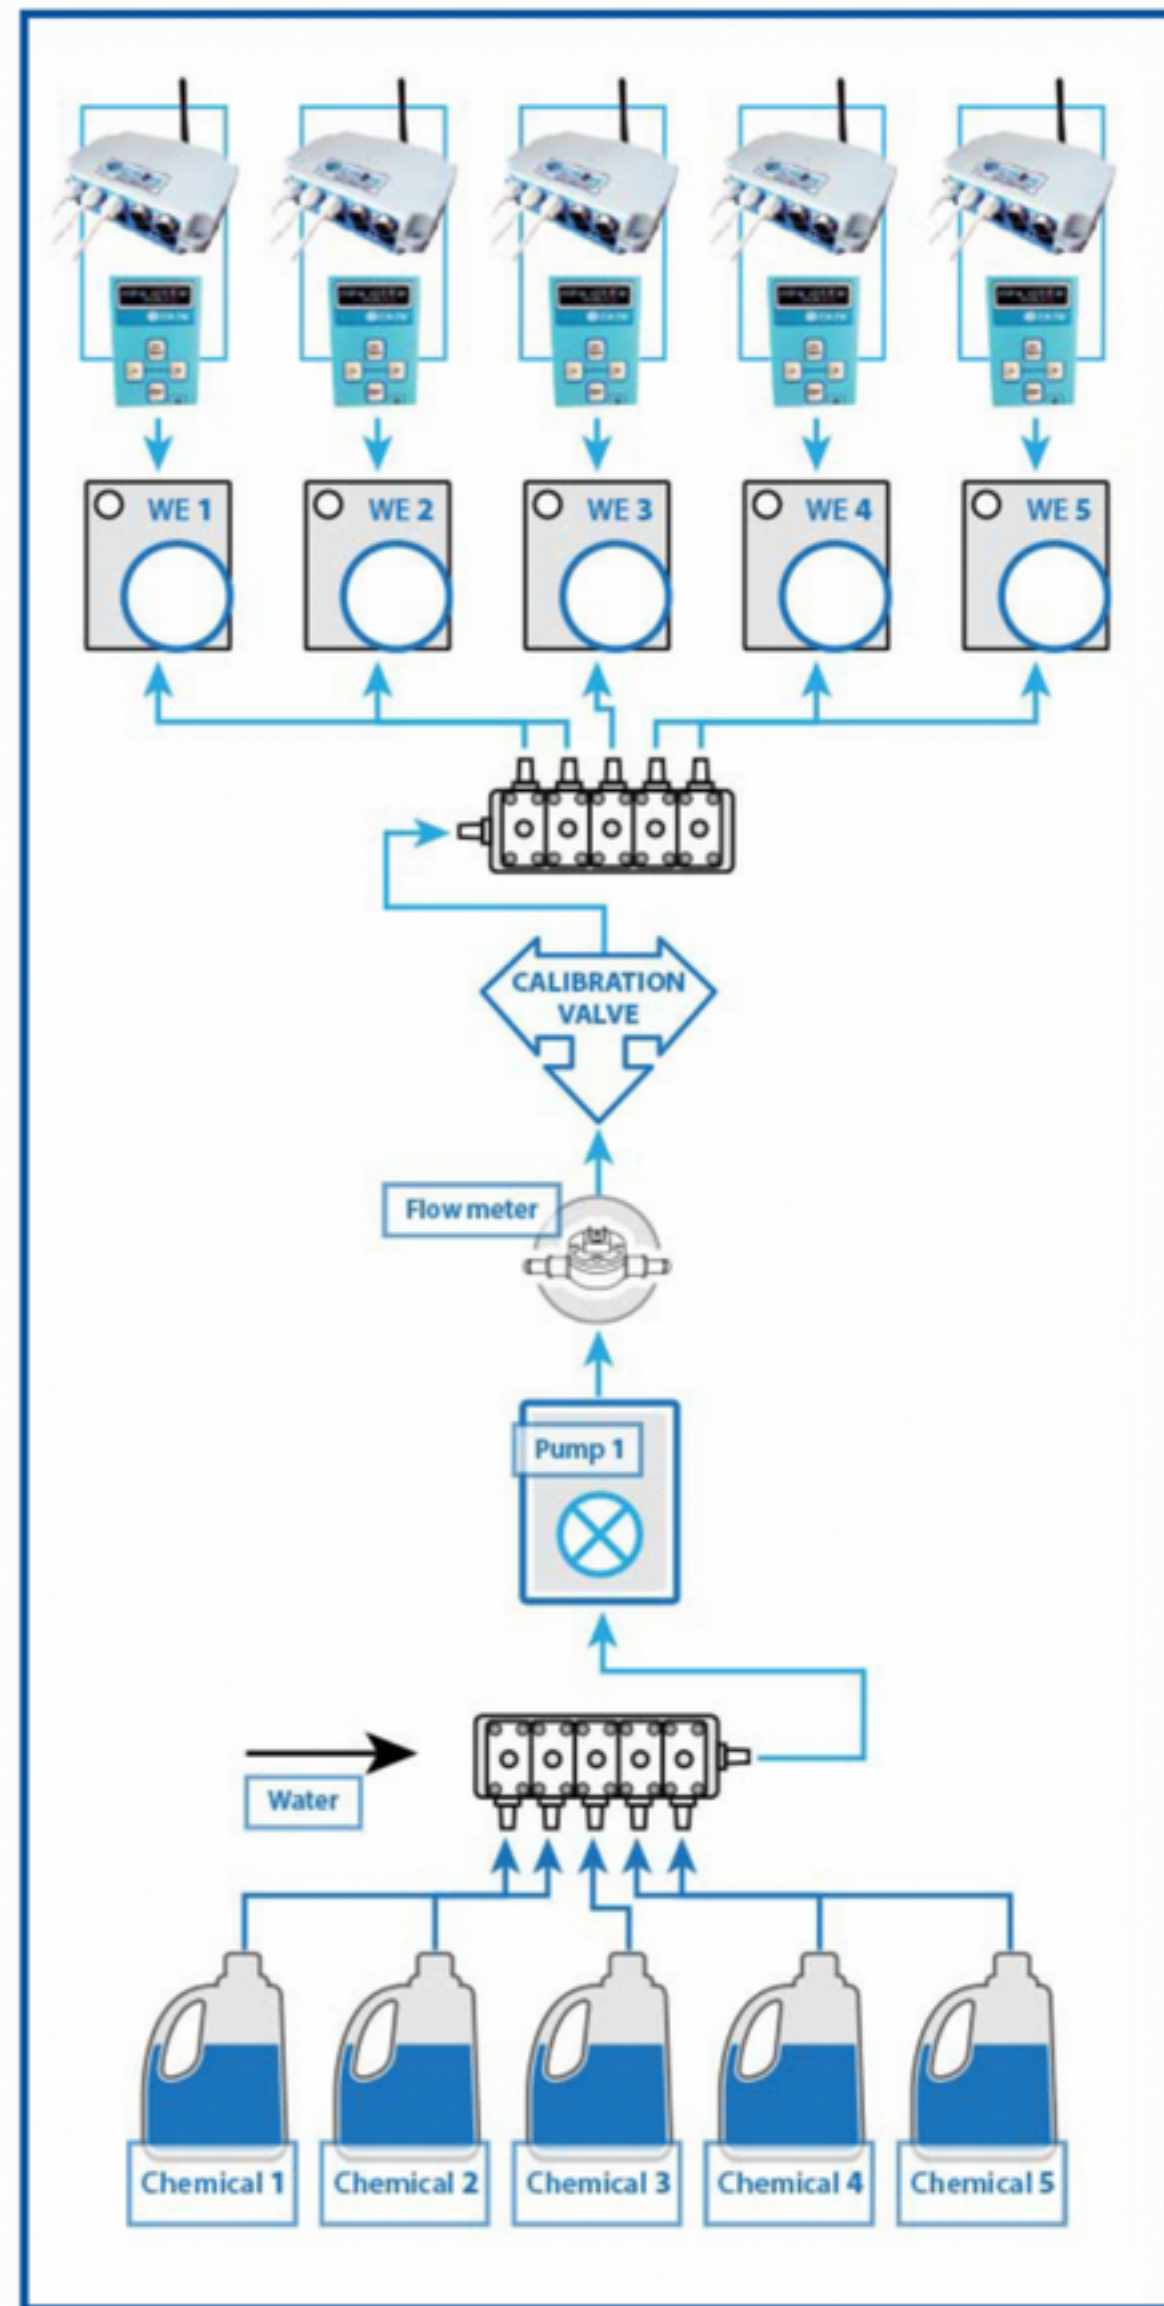 WE 1
WE 2
WE 3
WE 4
WE 5
CALIBRATION
VALVE
Flow meter
Pump 1
Water
Chemical 1
Chemical 2
Chemical 3
Chemical 4
Chemical 5